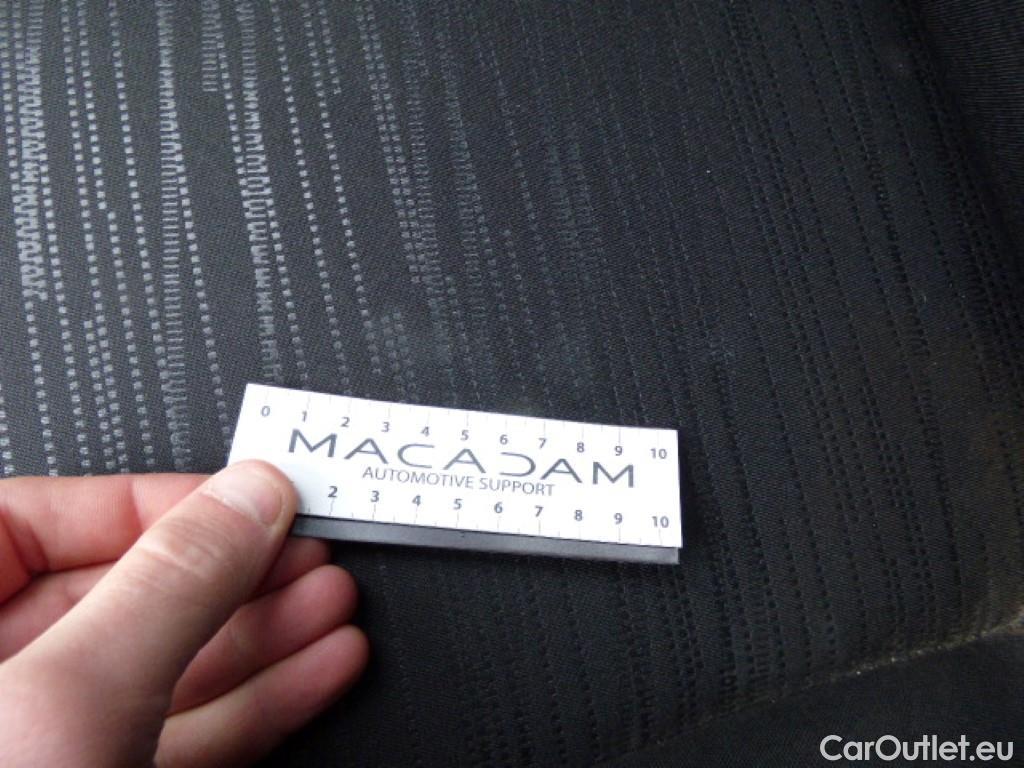 0 1 2 3 4 5 6 7 8 9 10
MACADAM
AUTOMOTIVE SUPPORT
2 3 4 5 6 7 8 9 10
CarOutlet.eu